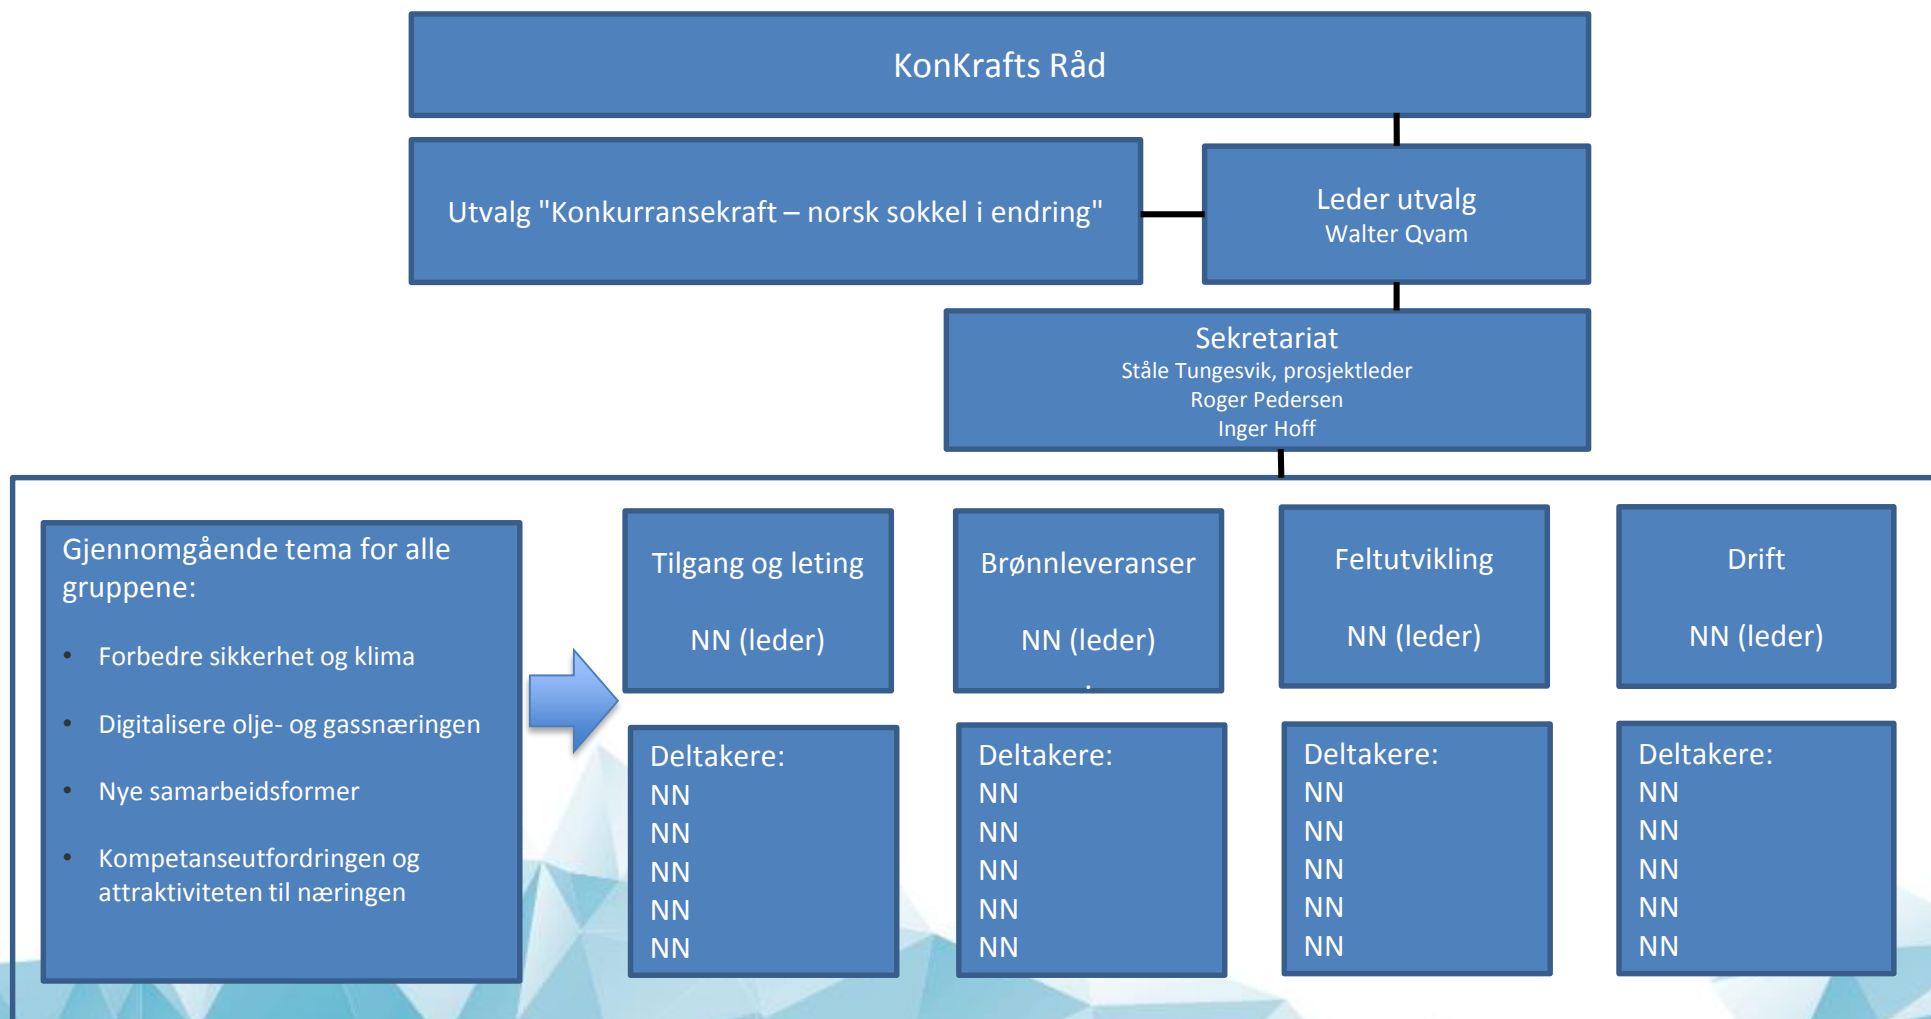 KonKrafts Råd
Utvalg "Konkurransekraft – norsk sokkel i endring"
Leder utvalg
Walter Qvam
Sekretariat
Ståle Tungesvik, prosjektleder
Roger Pedersen
Inger Hoff
Gjennomgående tema for alle
gruppene:
• Forbedre sikkerhet og klima
• Digitalisere olje- og gassnæringen
• Nye samarbeidsformer
• Kompetanseutfordringen og
attraktiviteten til næringen
Tilgang og leting
NN (leder)
Deltakere:
NN
NN
NN
NN
NN
Brønnleveranser
NN (leder)
.
Deltakere:
NN
NN
NN
NN
NN
Feltutvikling
NN (leder)
Deltakere:
NN
NN
NN
NN
NN
Drift
NN (leder)
Deltakere:
NN
NN
NN
NN
NN